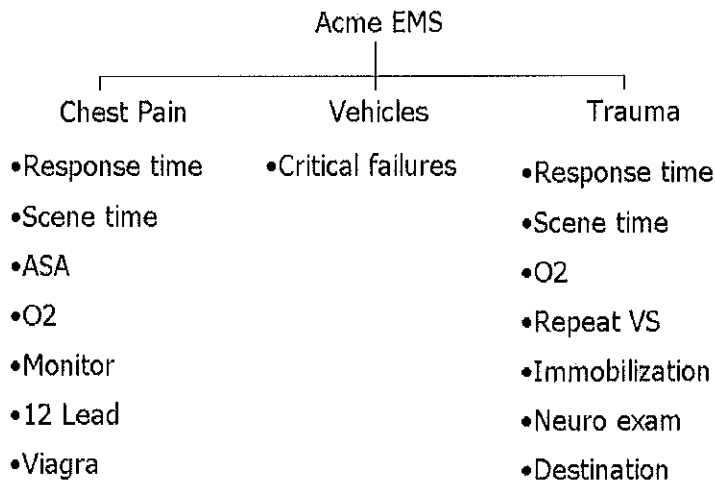 Acme EMS
Chest Pain
•Response time
•Scene time
•ASA
•O2
•Monitor
•12 Lead
•Viagra
Vehicles
•Critical failures
Trauma
•Response time
•Scene time
•O2
•Repeat VS
•Immobilization
•Neuro exam
•Destination